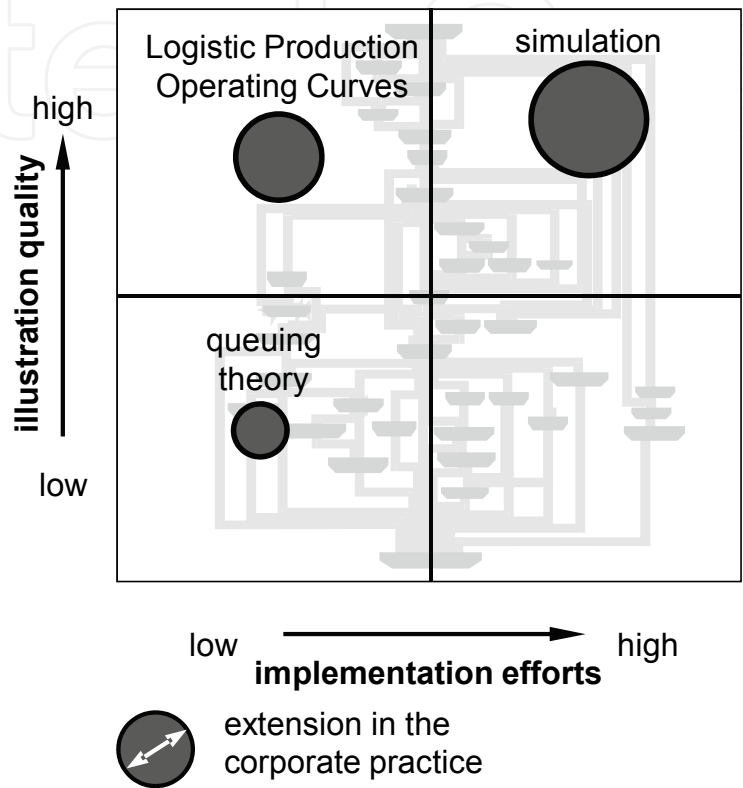 Logistic Production
Operating Curves
simulation
high
illustration quality
queuing
theory
low
low
high
implementation efforts
extension in the
corporate practice